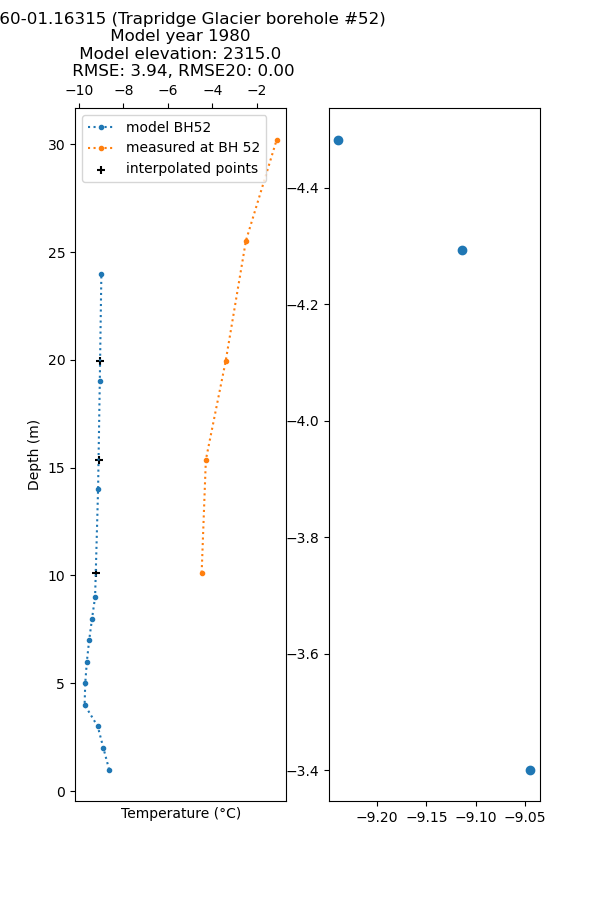 60-01.16315 (Trapridge Glacier borehole #52)
Model year 1980
Model elevation: 2315.0
RMSE: 3.94, RMSE20: 0.00
−10 −8 −6 −4 −2
model BH52
measured at BH 52
interpolated points
30
25
20
15
10
5
0
Depth (m)
Temperature (°C)
−4.4
−4.2
−4.0
−3.8
−3.6
−3.4
−9.20 −9.15 −9.10 −9.05